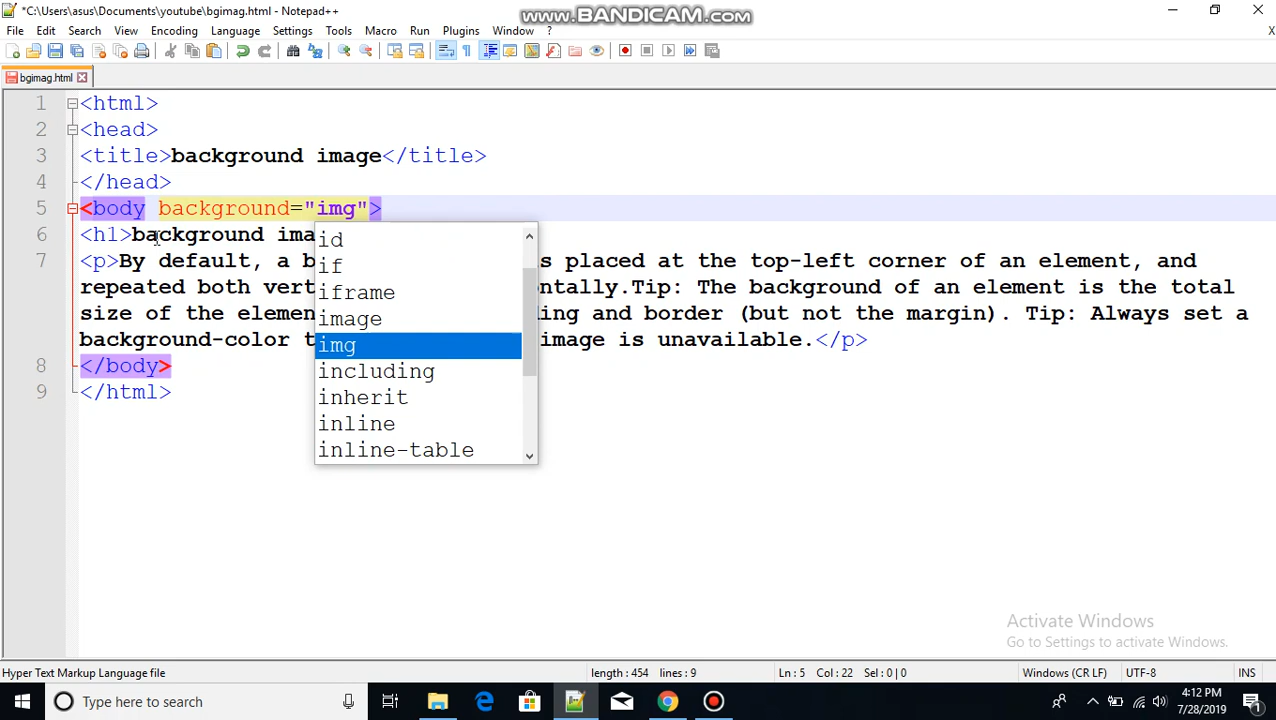 *C:\Users\asus\Documents\youtube\bgimag.html - Notepad++
www.BANDICAM.com
File Edit Search View Encoding Language Settings Tools Macro Run Plugins Window ? X
bgimag.html
1 <html>
2 <head>
3 <title>background image</title>
4 </head>
5 <body background="img">
6 <h1>background ima
7 <p>By default, a b s placed at the top-left corner of an element, and
repeated both vert ntally.Tip: The background of an element is the total
size of the elemen ing and border (but not the margin). Tip: Always set a
background-color t image is unavailable.</p>
8 </body>
9 </html>
id
if
iframe
image
img
including
inherit
inline
inline-table
Activate Windows
Go to Settings to activate Windows.
Hyper Text Markup Language file length : 454 lines : 9 Ln : 5 Col : 22 Sel : 0 | 0 Windows (CR LF) UTF-8 INS
Type here to search
4:12 PM
7/28/2019
1